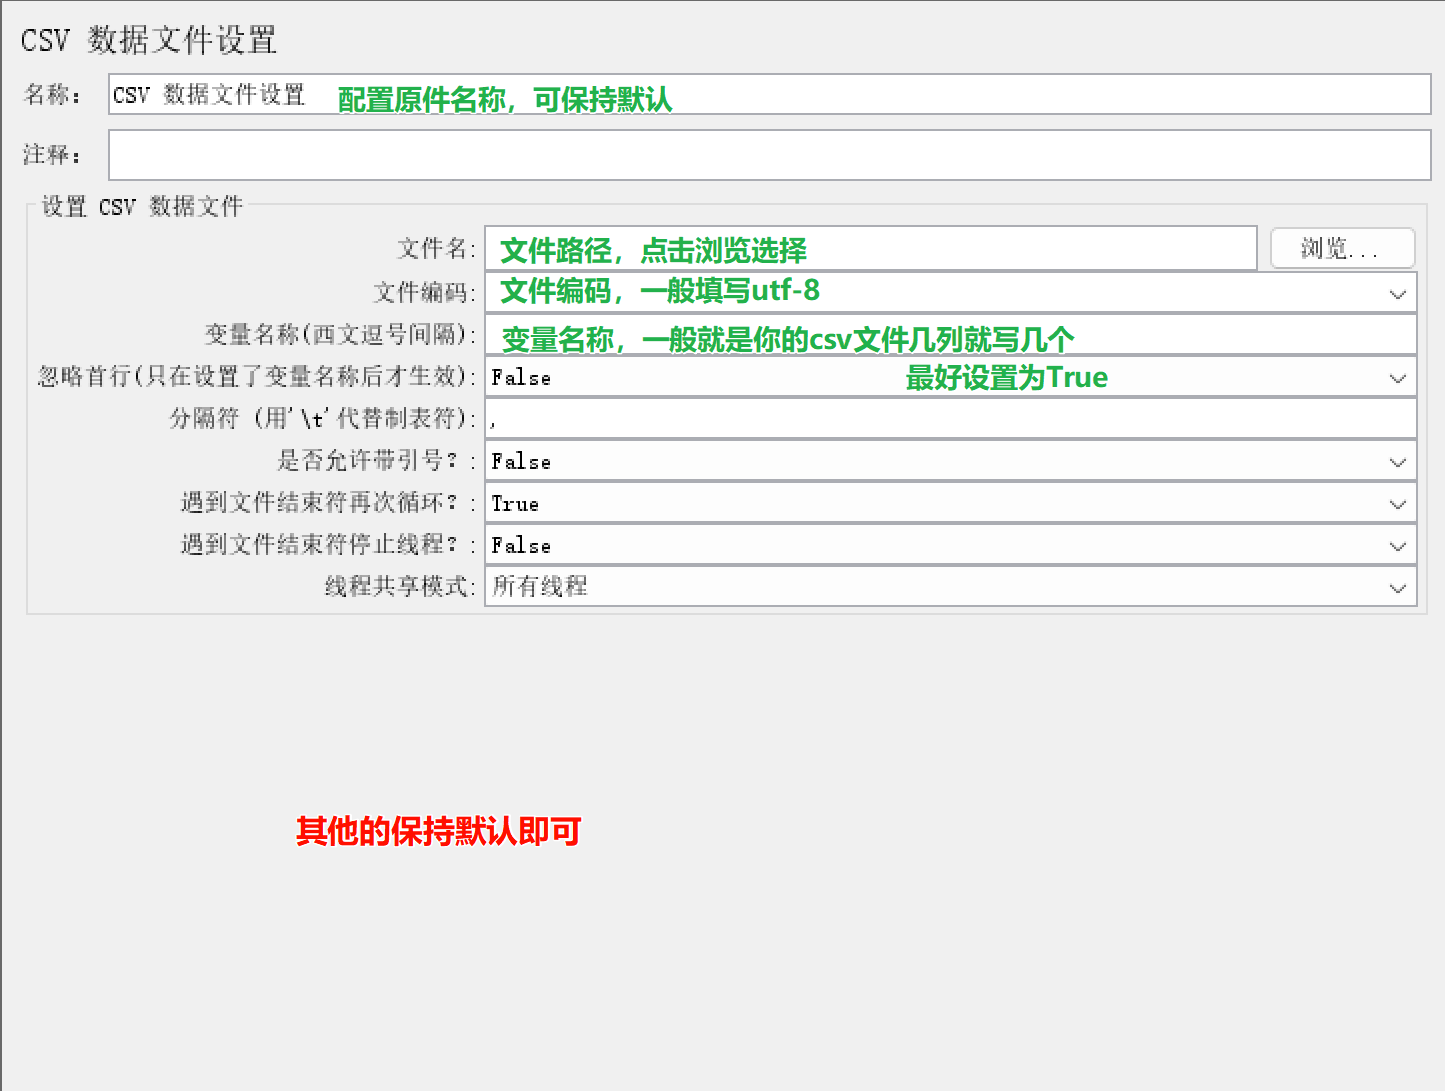 CSV 数据文件设置
名称： CSV 数据文件设置 配置原件名称，可保持默认
注释：
设置 CSV 数据文件
文件名: 文件路径，点击浏览选择 浏览...
文件编码: 文件编码，一般填写utf-8
变量名称(西文逗号间隔): 变量名称，一般就是你的csv文件几列就写几个
忽略首行(只在设置了变量名称后才生效): False 最好设置为True
分隔符 (用'\t'代替制表符): ,
是否允许带引号？: False
遇到文件结束符再次循环？: True
遇到文件结束符停止线程？: False
线程共享模式: 所有线程
其他的保持默认即可